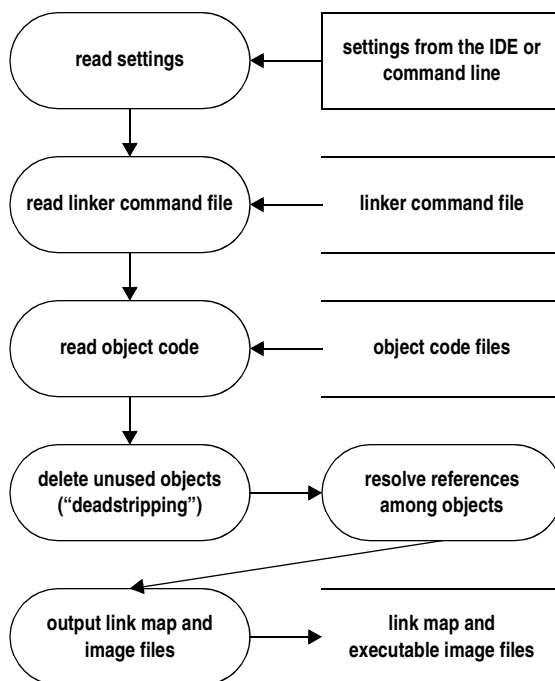 read settings
settings from the IDE or
command line
read linker command file
linker command file
read object code
object code files
delete unused objects
(“deadstripping”)
resolve references
among objects
output link map and
image files
link map and
executable image files